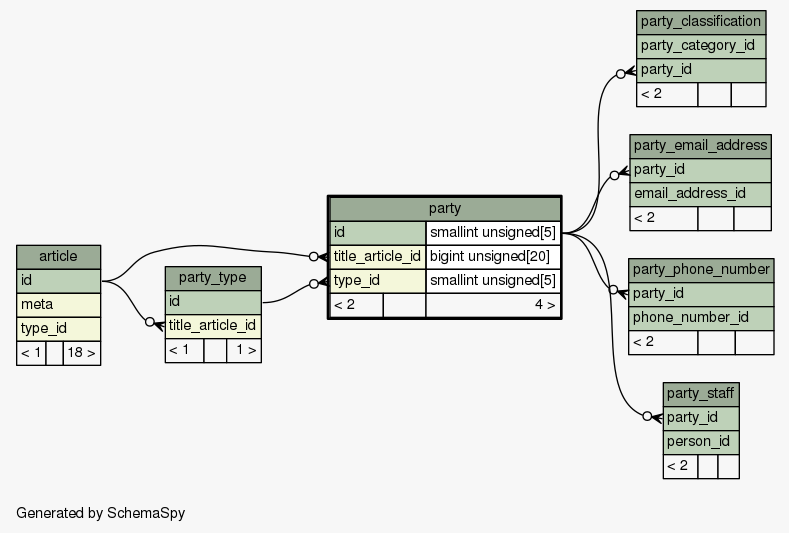 party_classification
party_category_id
party_id
< 2
party_email_address
party_id
email_address_id
< 2
party
id smallint unsigned[5]
title_article_id bigint unsigned[20]
type_id smallint unsigned[5]
< 2 4 >
article
id
meta
type_id
< 1 18 >
party_type
id
title_article_id
< 1 1 >
party_phone_number
party_id
phone_number_id
< 2
party_staff
party_id
person_id
< 2
Generated by SchemaSpy